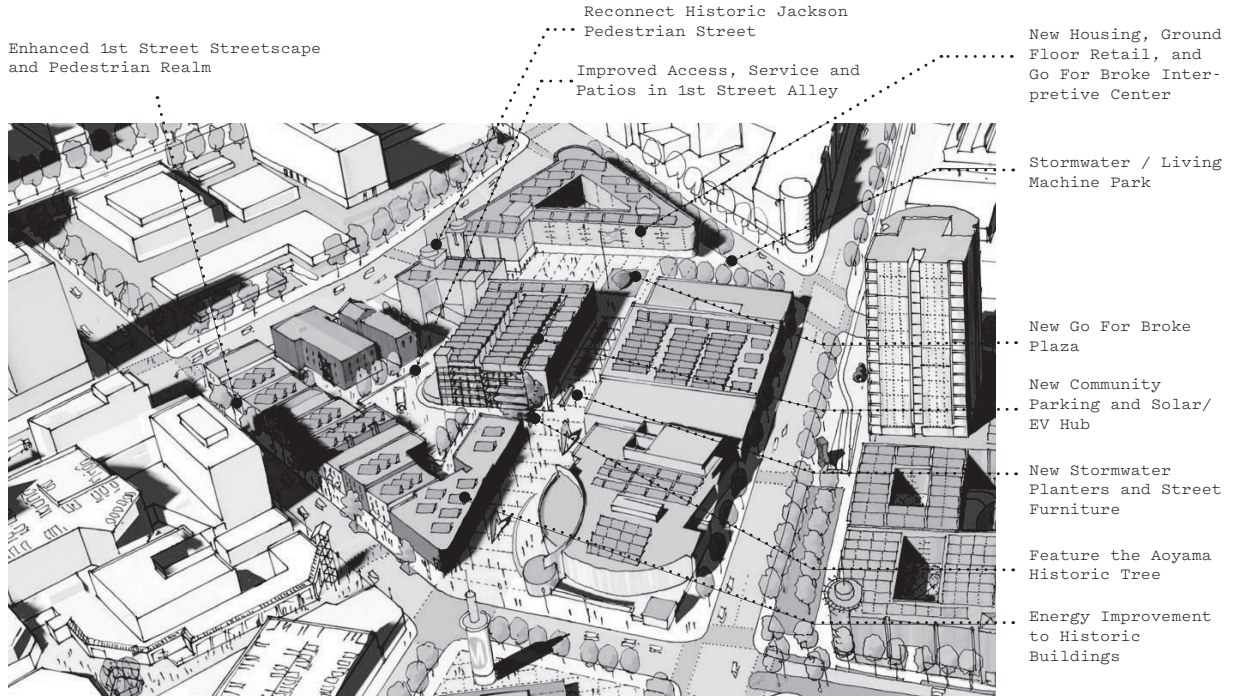 Reconnect Historic Jackson
Pedestrian Street
Enhanced 1st Street Streetscape
and Pedestrian Realm
Improved Access, Service and
Patios in 1st Street Alley
New Housing, Ground
Floor Retail, and
Go For Broke Inter-
pretive Center
Stormwater / Living
Machine Park
New Go For Broke
Plaza
New Community
Parking and Solar/
EV Hub
New Stormwater
Planters and Street
Furniture
Feature the Aoyama
Historic Tree
Energy Improvement
to Historic
Buildings